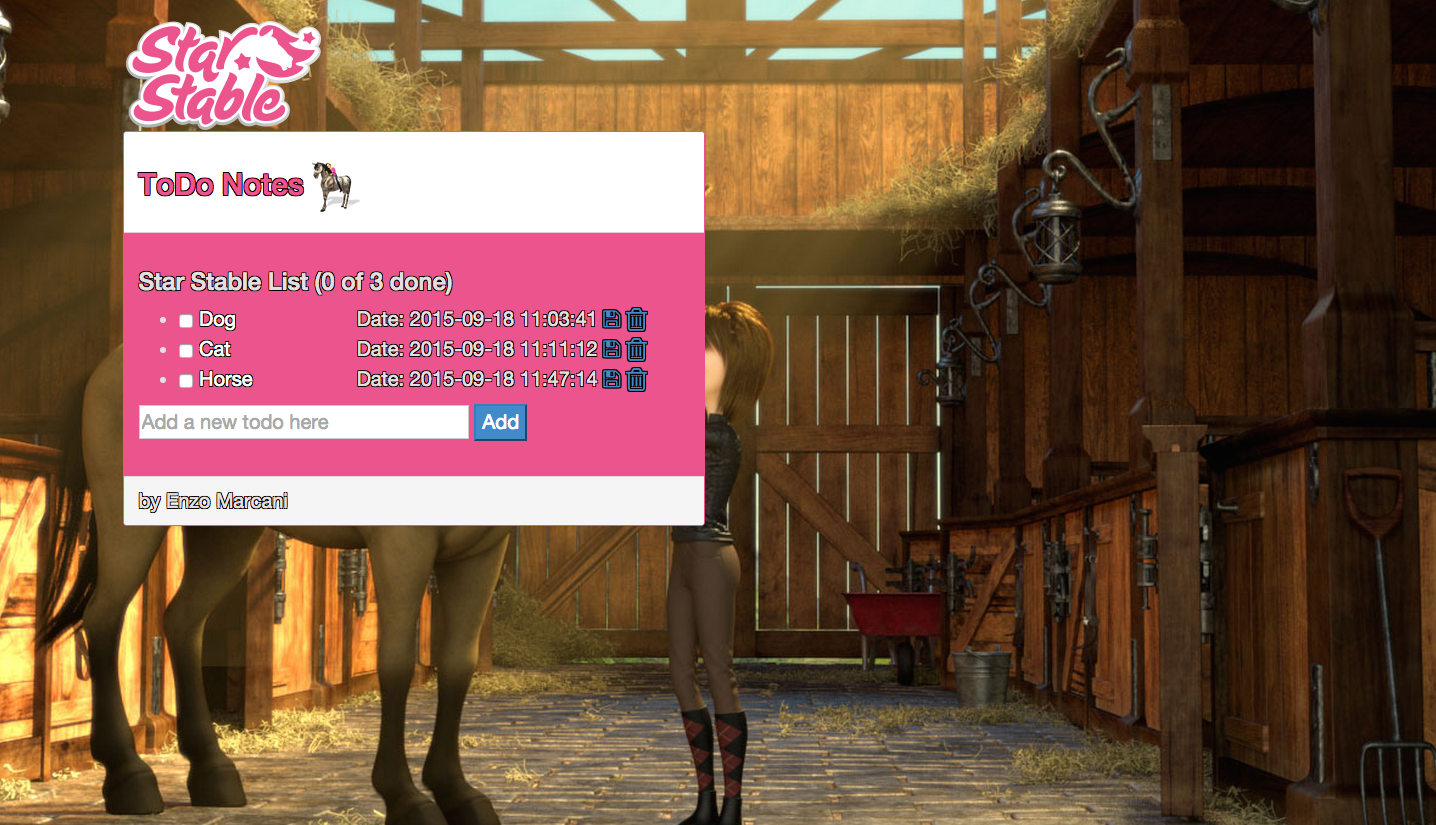 Star
Stable
ToDo Notes
Star Stable List (0 of 3 done)
Dog Date: 2015-09-18 11:03:41
Cat Date: 2015-09-18 11:11:12
Horse Date: 2015-09-18 11:47:14
Add a new todo here Add
by Enzo Marcani